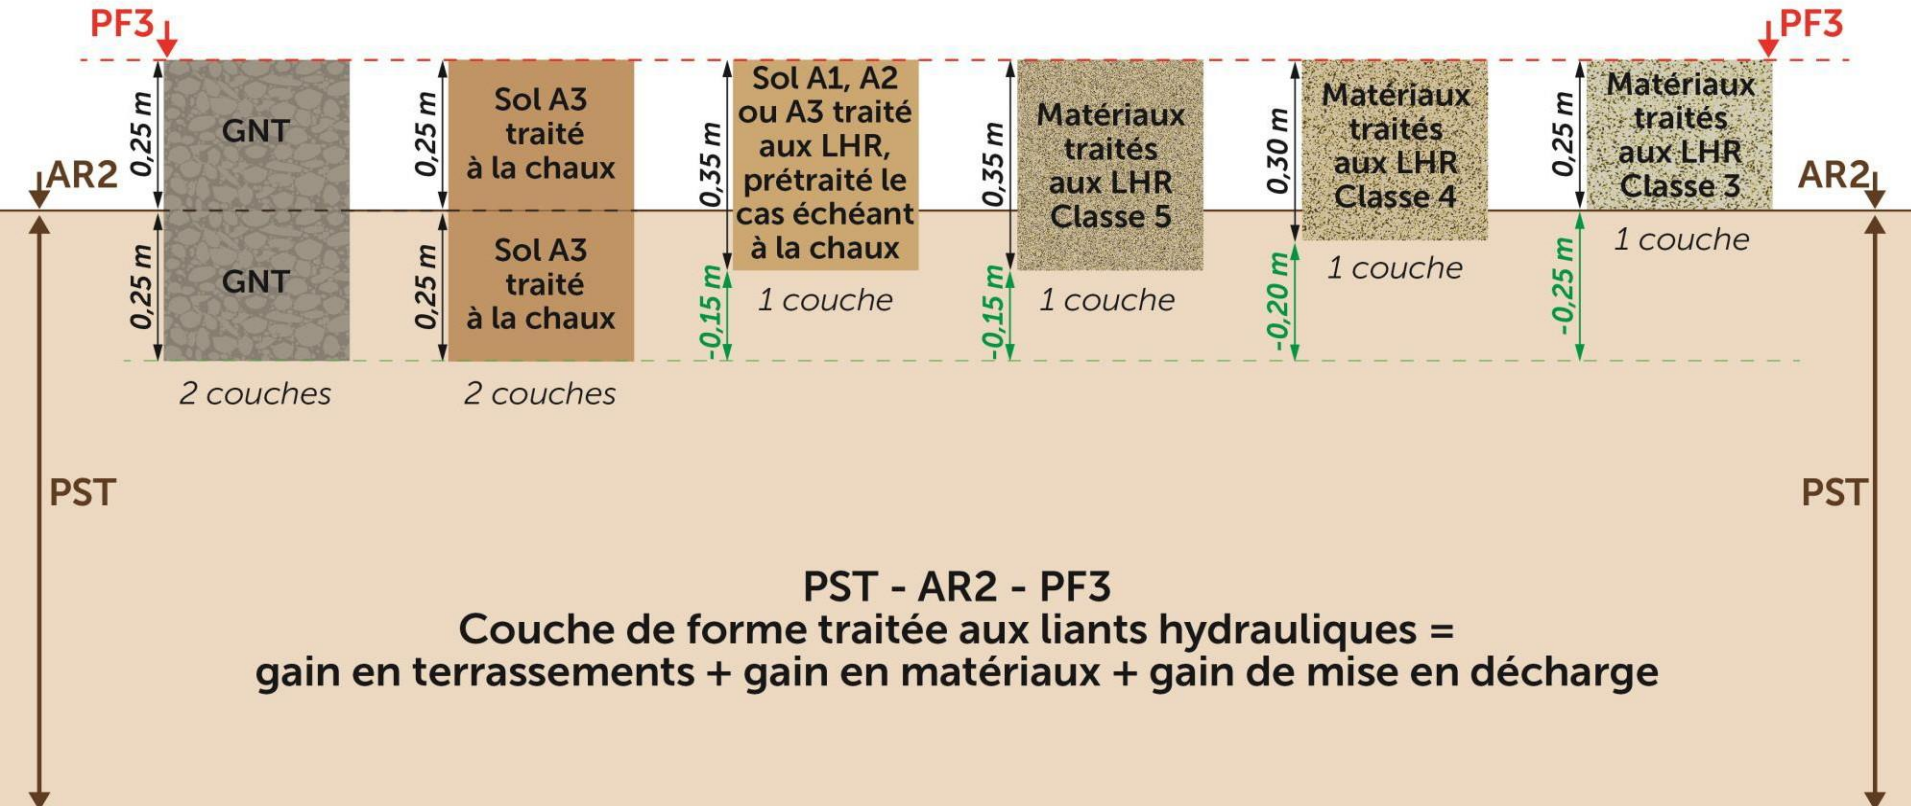 PF3
PF3
0,25 m
GNT
0,25 m
Sol A3
traité
à la chaux
0,35 m
Sol A1, A2
ou A3 traité
aux LHR,
prétraité le
cas échéant
à la chaux
0,35 m
Matériaux
traités
aux LHR
Classe 5
0,30 m
Matériaux
traités
aux LHR
Classe 4
0,25 m
Matériaux
traités
aux LHR
Classe 3
AR2
AR2
0,25 m
GNT
0,25 m
Sol A3
traité
à la chaux
-0,15 m
1 couche
-0,15 m
1 couche
-0,20 m
1 couche
-0,25 m
1 couche
2 couches
2 couches
PST
PST
PST - AR2 - PF3
Couche de forme traitée aux liants hydrauliques =
gain en terrassements + gain en matériaux + gain de mise en décharge